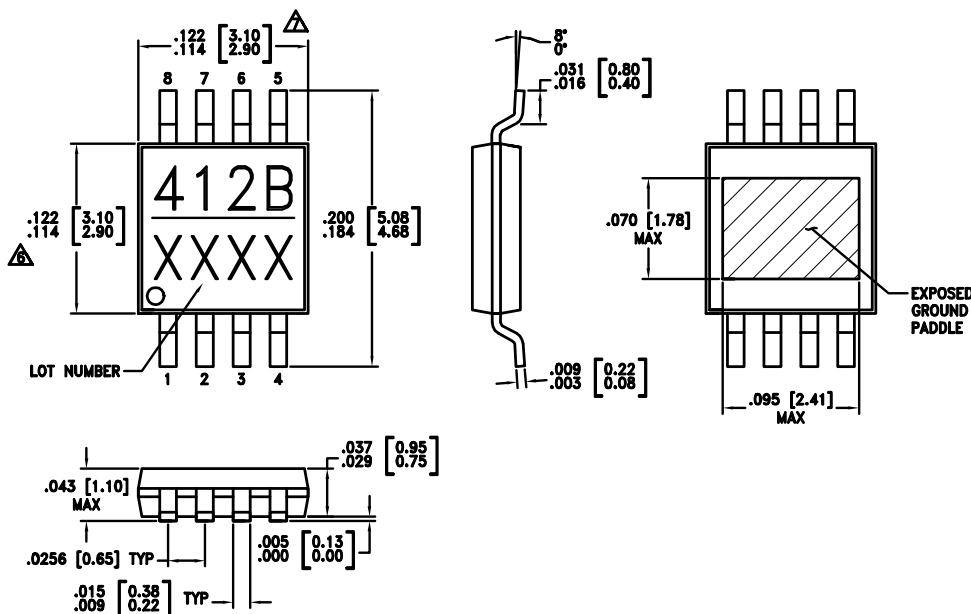 .122 [3.10]
.114 [2.90]
7
8 7 6 5
412B
XXXX
.122 [3.10]
.114 [2.90]
6
.200 [5.08]
.184 [4.68]
LOT NUMBER
1 2 3 4
8°
0°
.031 [0.80]
.016 [0.40]
.009 [0.22]
.003 [0.08]
.070 [1.78]
MAX
EXPOSED
GROUND
PADDLE
.095 [2.41]
MAX
.037 [0.95]
.029 [0.75]
.043 [1.10]
MAX
.005 [0.13]
.000 [0.00]
.0256 [0.65] TYP
.015 [0.38]
.009 [0.22]
TYP